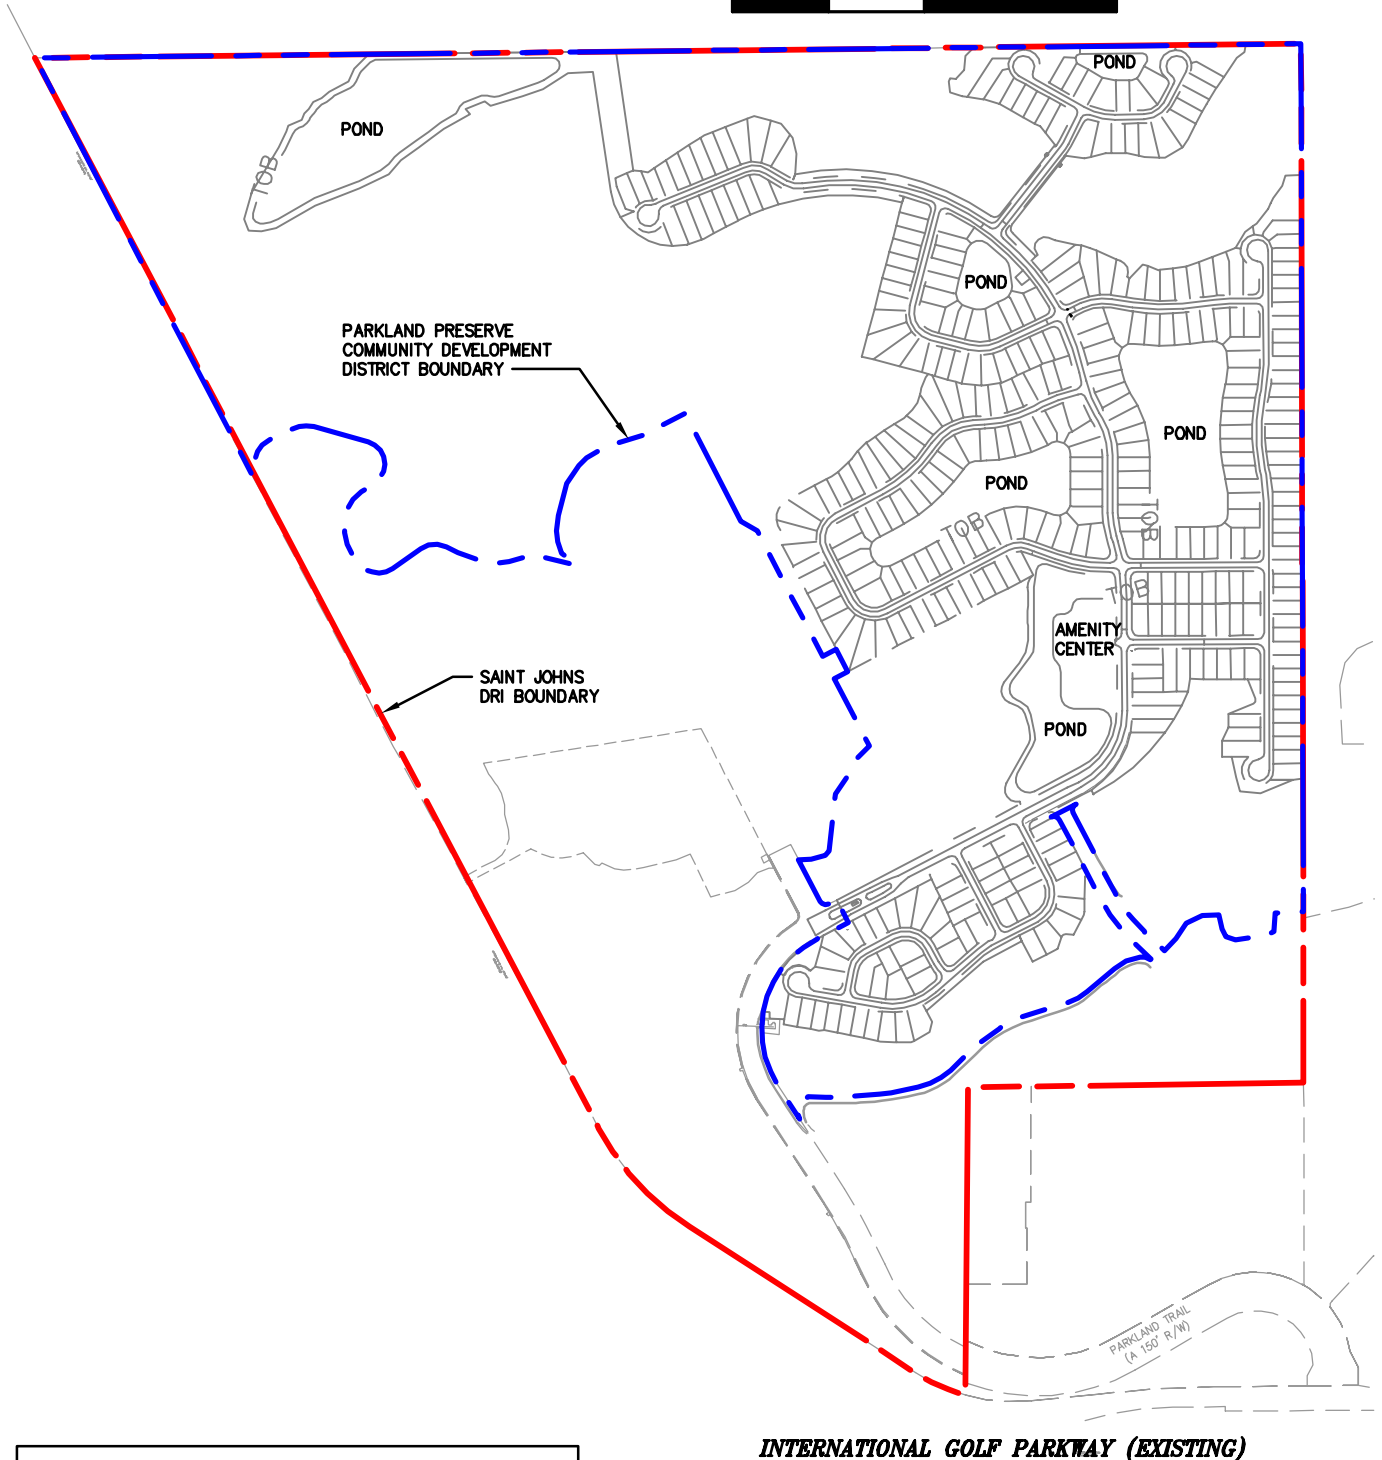 POND
POND
TOB
POND
PARKLAND PRESERVE
COMMUNITY DEVELOPMENT
DISTRICT BOUNDARY
POND
POND
TOB
TOB
TOB
AMENITY
CENTER
SAINT JOHNS
DRI BOUNDARY
POND
PARKLAND TRAIL
(A 150' R/W)
INTERNATIONAL GOLF PARKWAY (EXISTING)